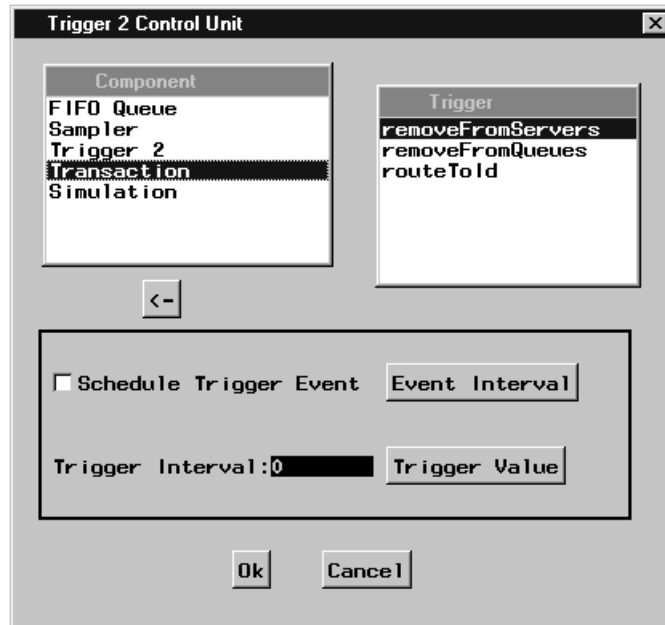 Trigger 2 Control Unit
Component
FIFO Queue
Sampler
Trigger 2
Transaction
Simulation
Trigger
removeFromServers
removeFromQueues
routeToId
<-
Schedule Trigger Event Event Interval
Trigger Interval:0 Trigger Value
Ok Cancel